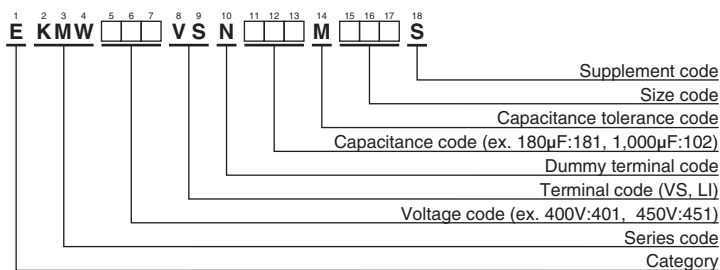 1 2 3 4 5 6 7 8 9 10 11 12 13 14 15 16 17 18
E KMW VS N M S
Supplement code
Size code
Capacitance tolerance code
Capacitance code (ex. 180μF:181, 1,000μF:102)
Dummy terminal code
Terminal code (VS, LI)
Voltage code (ex. 400V:401, 450V:451)
Series code
Category